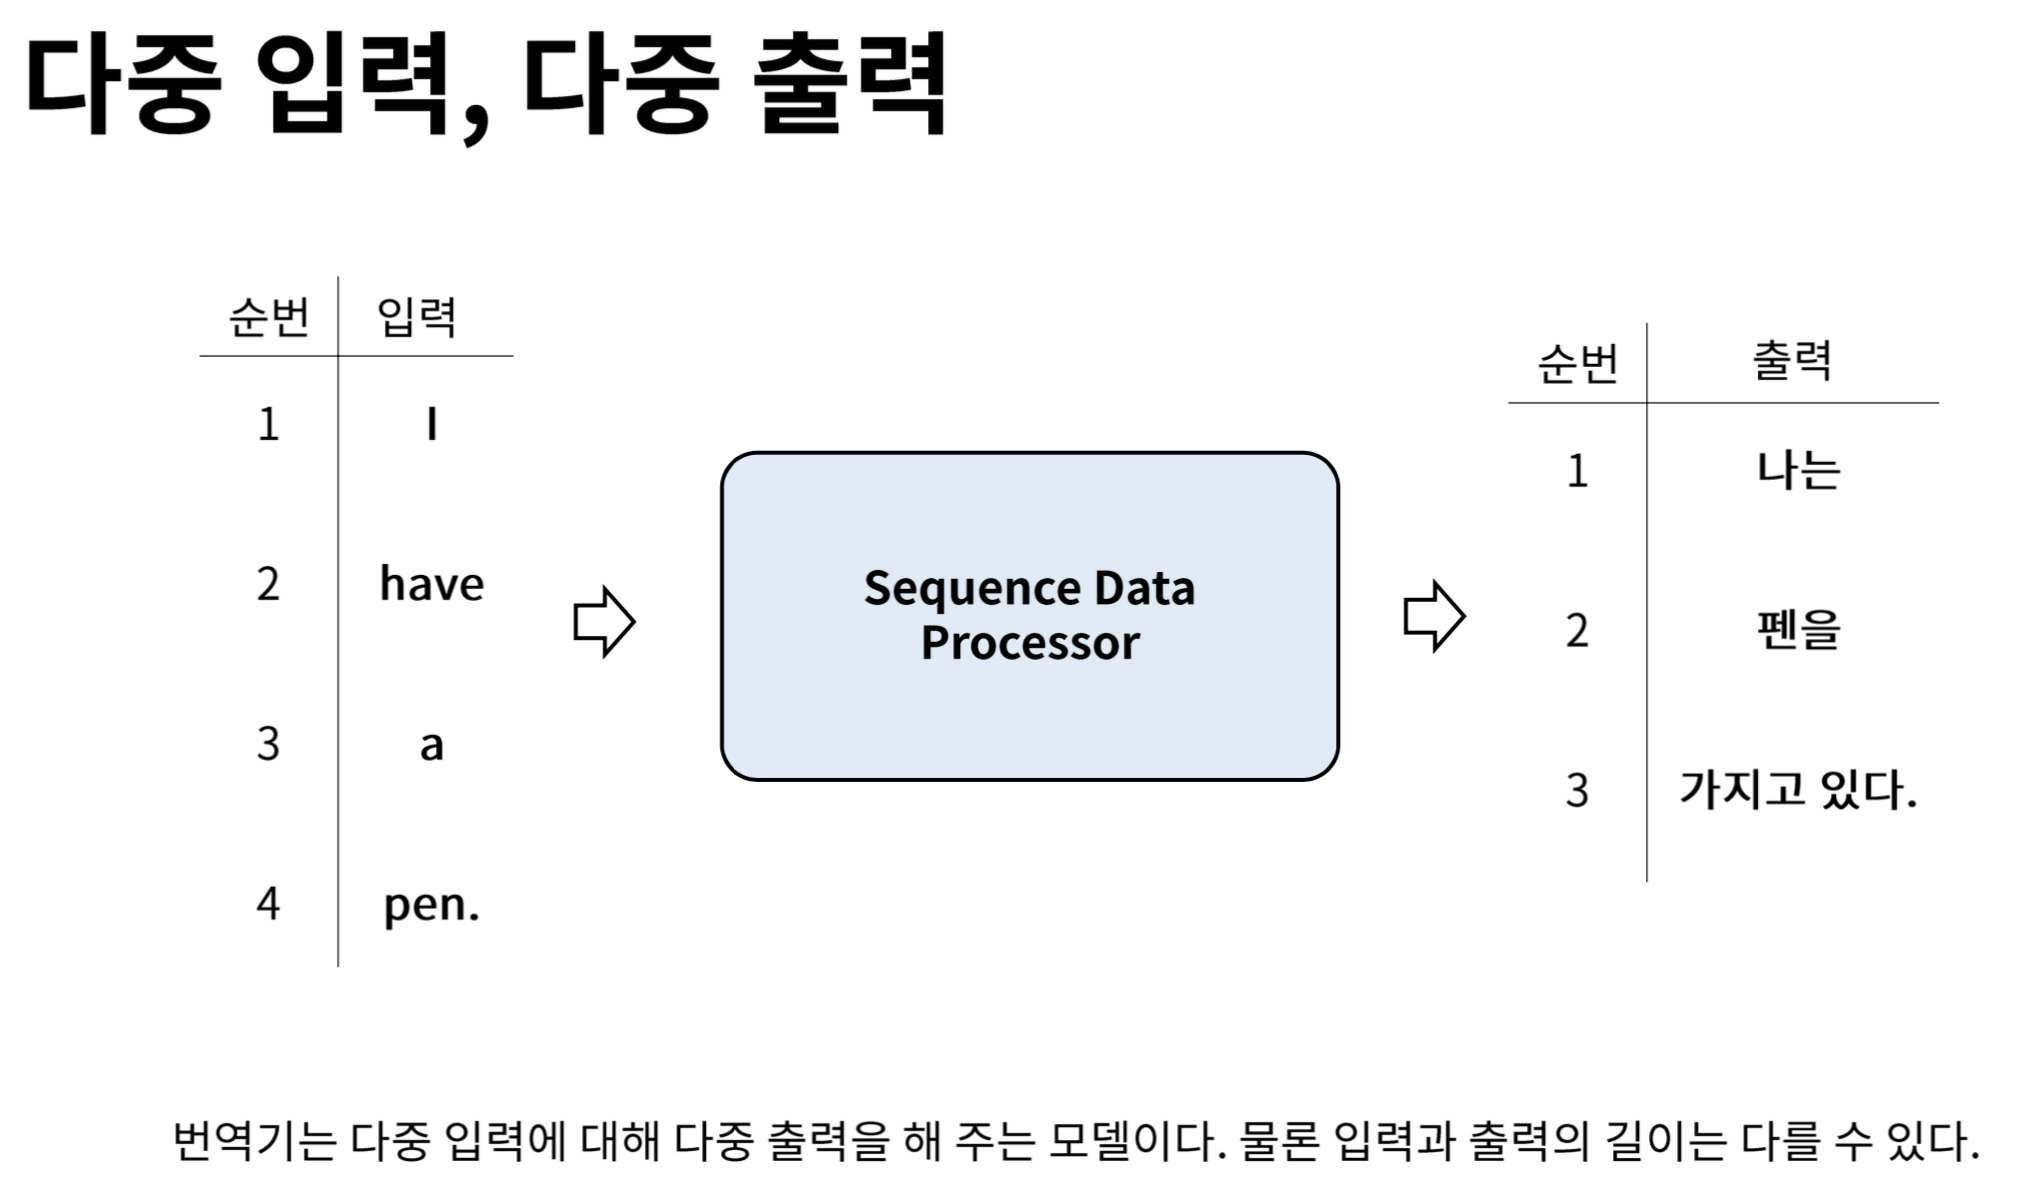 다중 입력, 다중 출력
순번 입력
1 I
2 have
3 a
4 pen.
Sequence Data
Processor
순번 출력
1 나는
2 펜을
3 가지고 있다.
번역기는 다중 입력에 대해 다중 출력을 해 주는 모델이다. 물론 입력과 출력의 길이는 다를 수 있다.